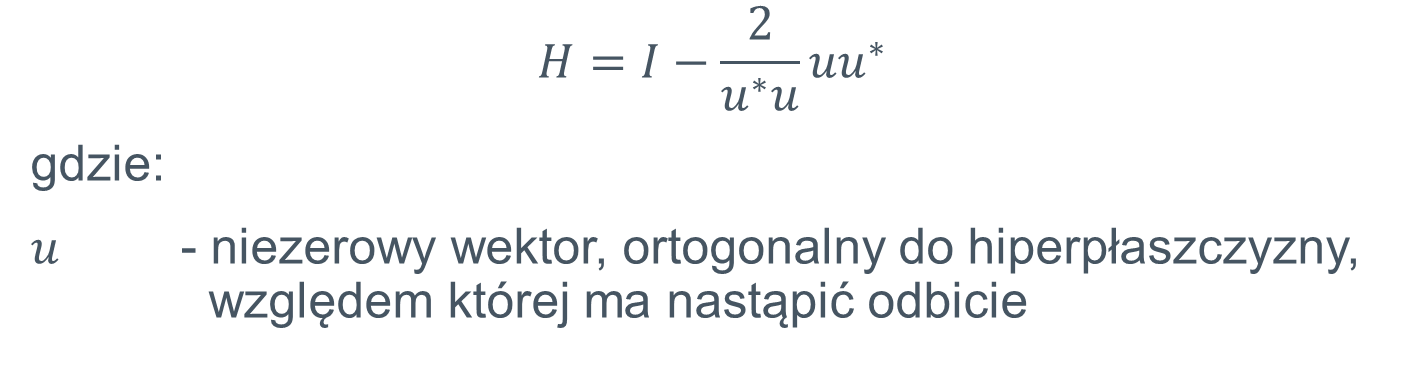 𝐻 = 𝐼 − 2/(𝑢*𝑢) 𝑢𝑢*
gdzie:
𝑢 - niezerowy wektor, ortogonalny do hiperpłaszczyzny,
względem której ma nastąpić odbicie